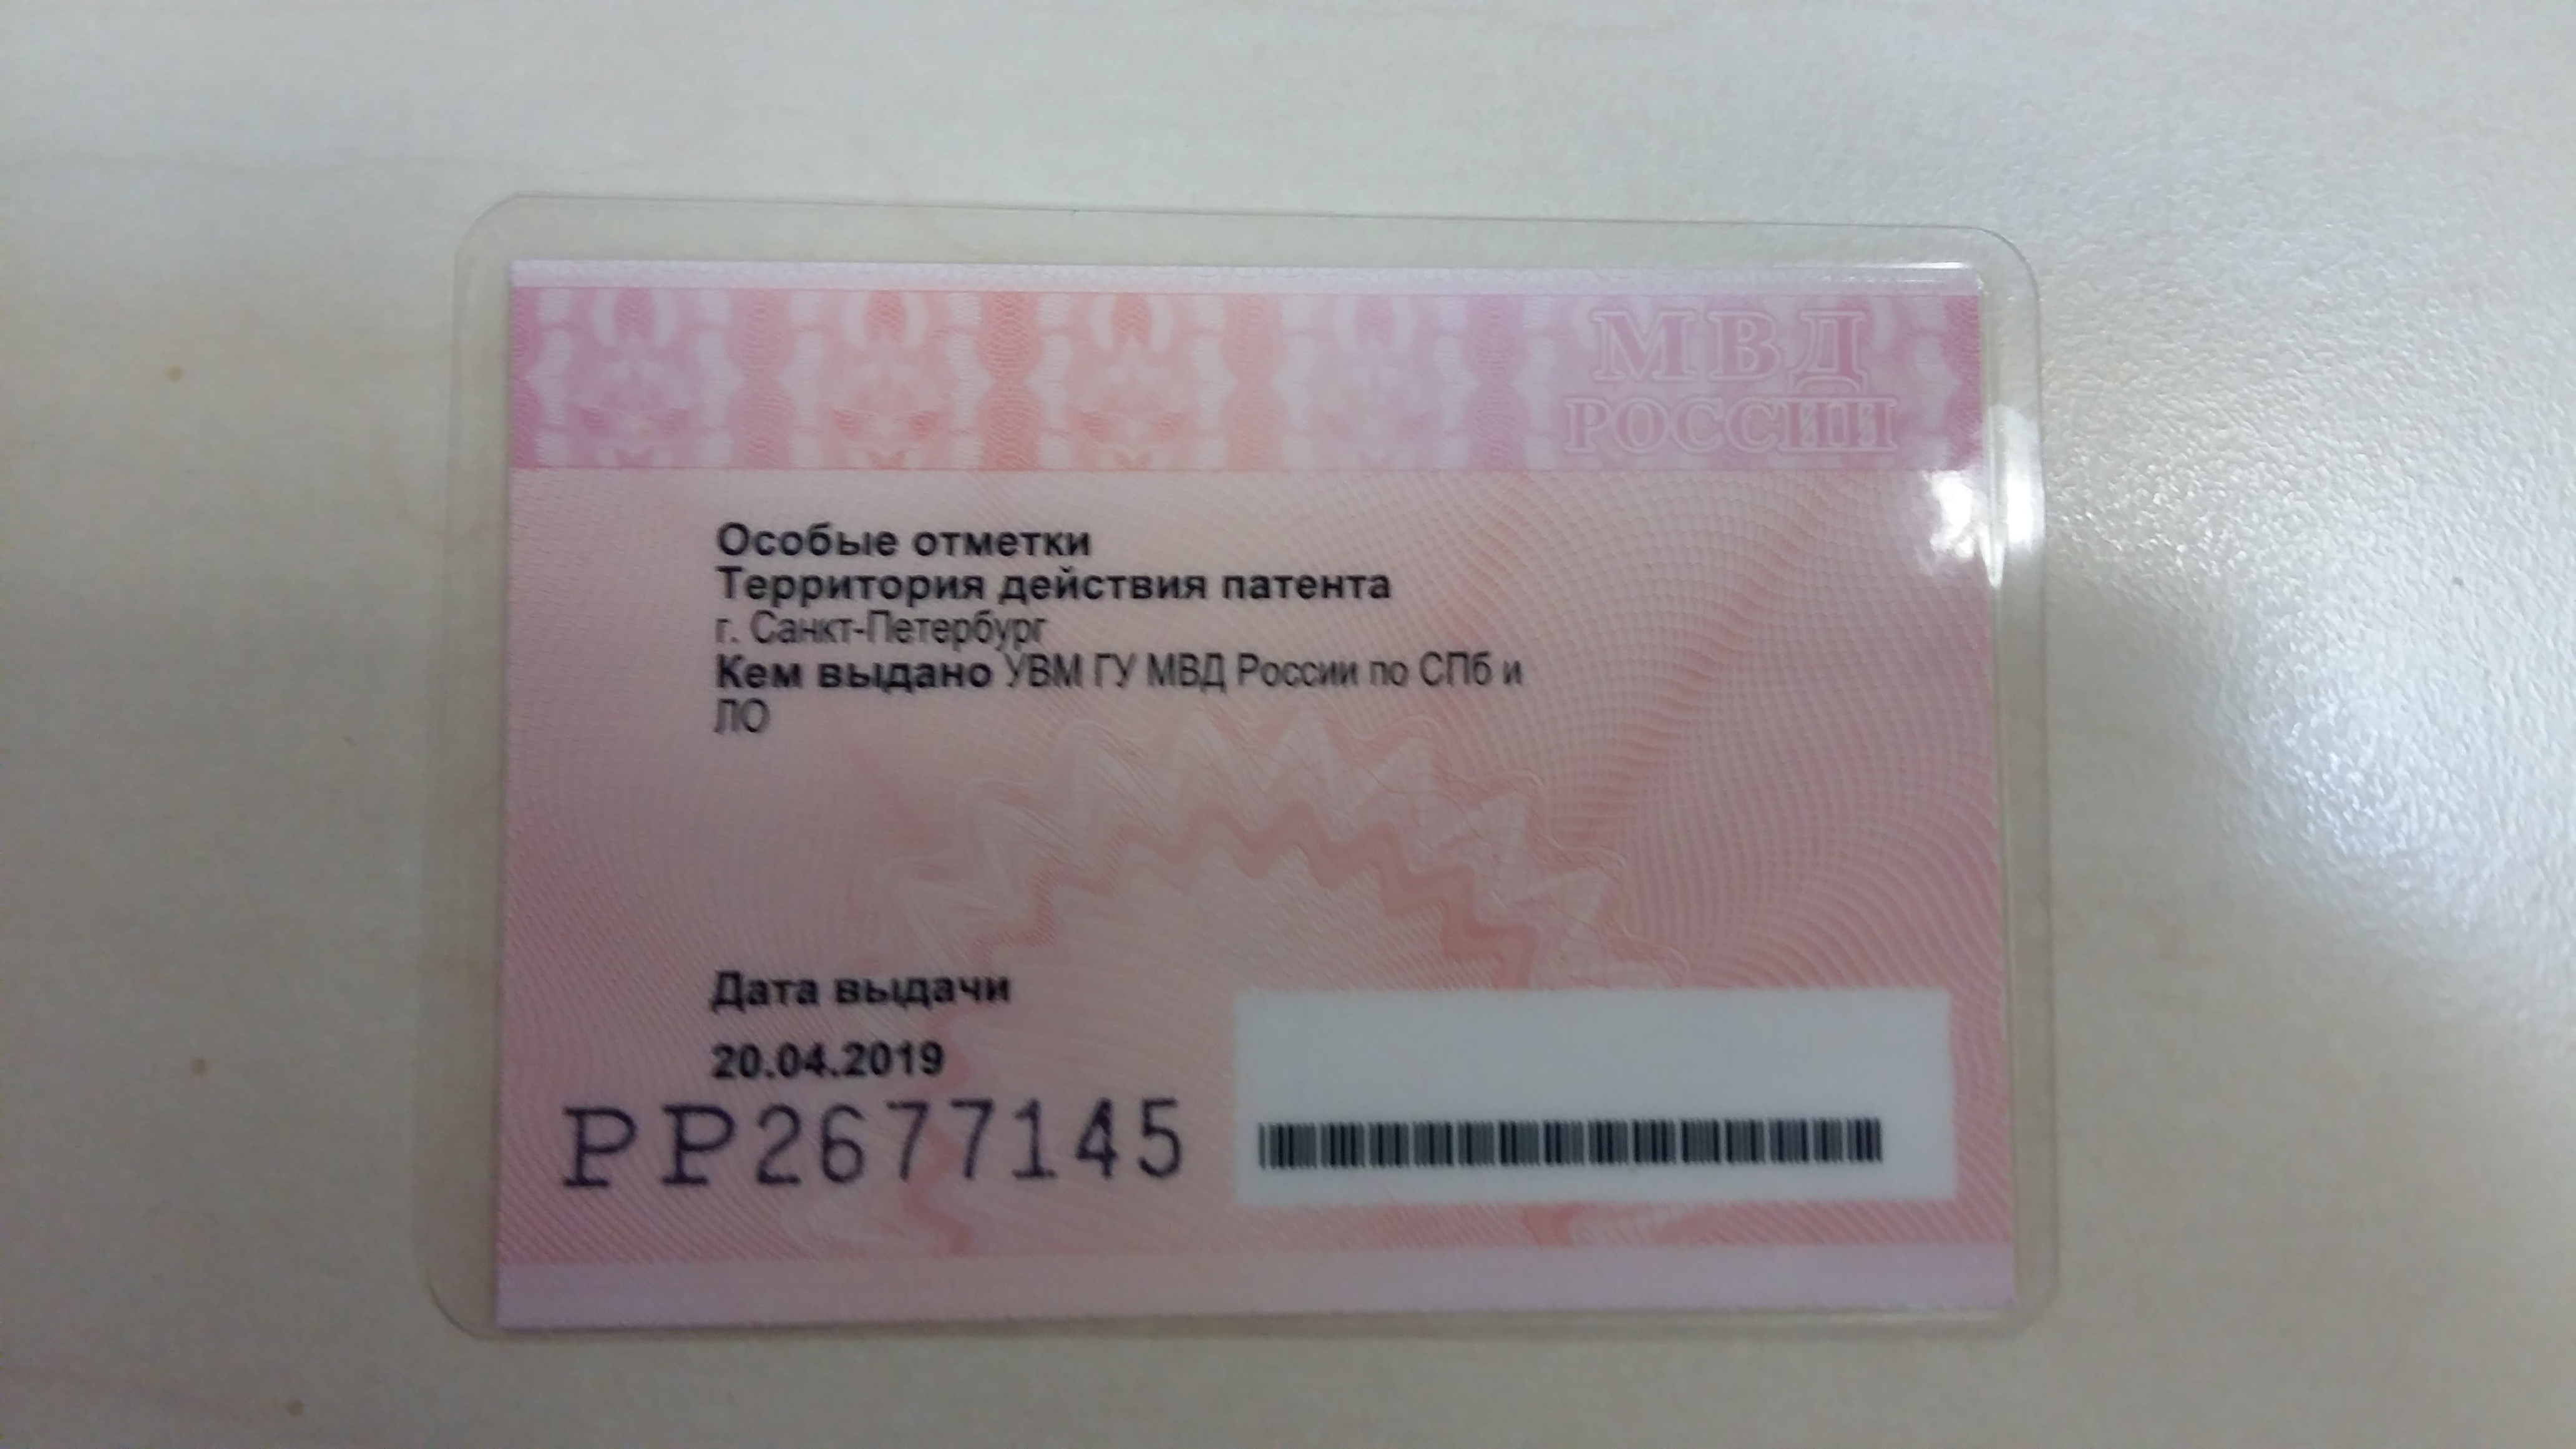 МВД
РОССИИ
Особые отметки
Территория действия патента
г. Санкт-Петербург
Кем выдано УВМ ГУ МВД России по СПб и
ЛО
Дата выдачи
20.04.2019
РР2677145